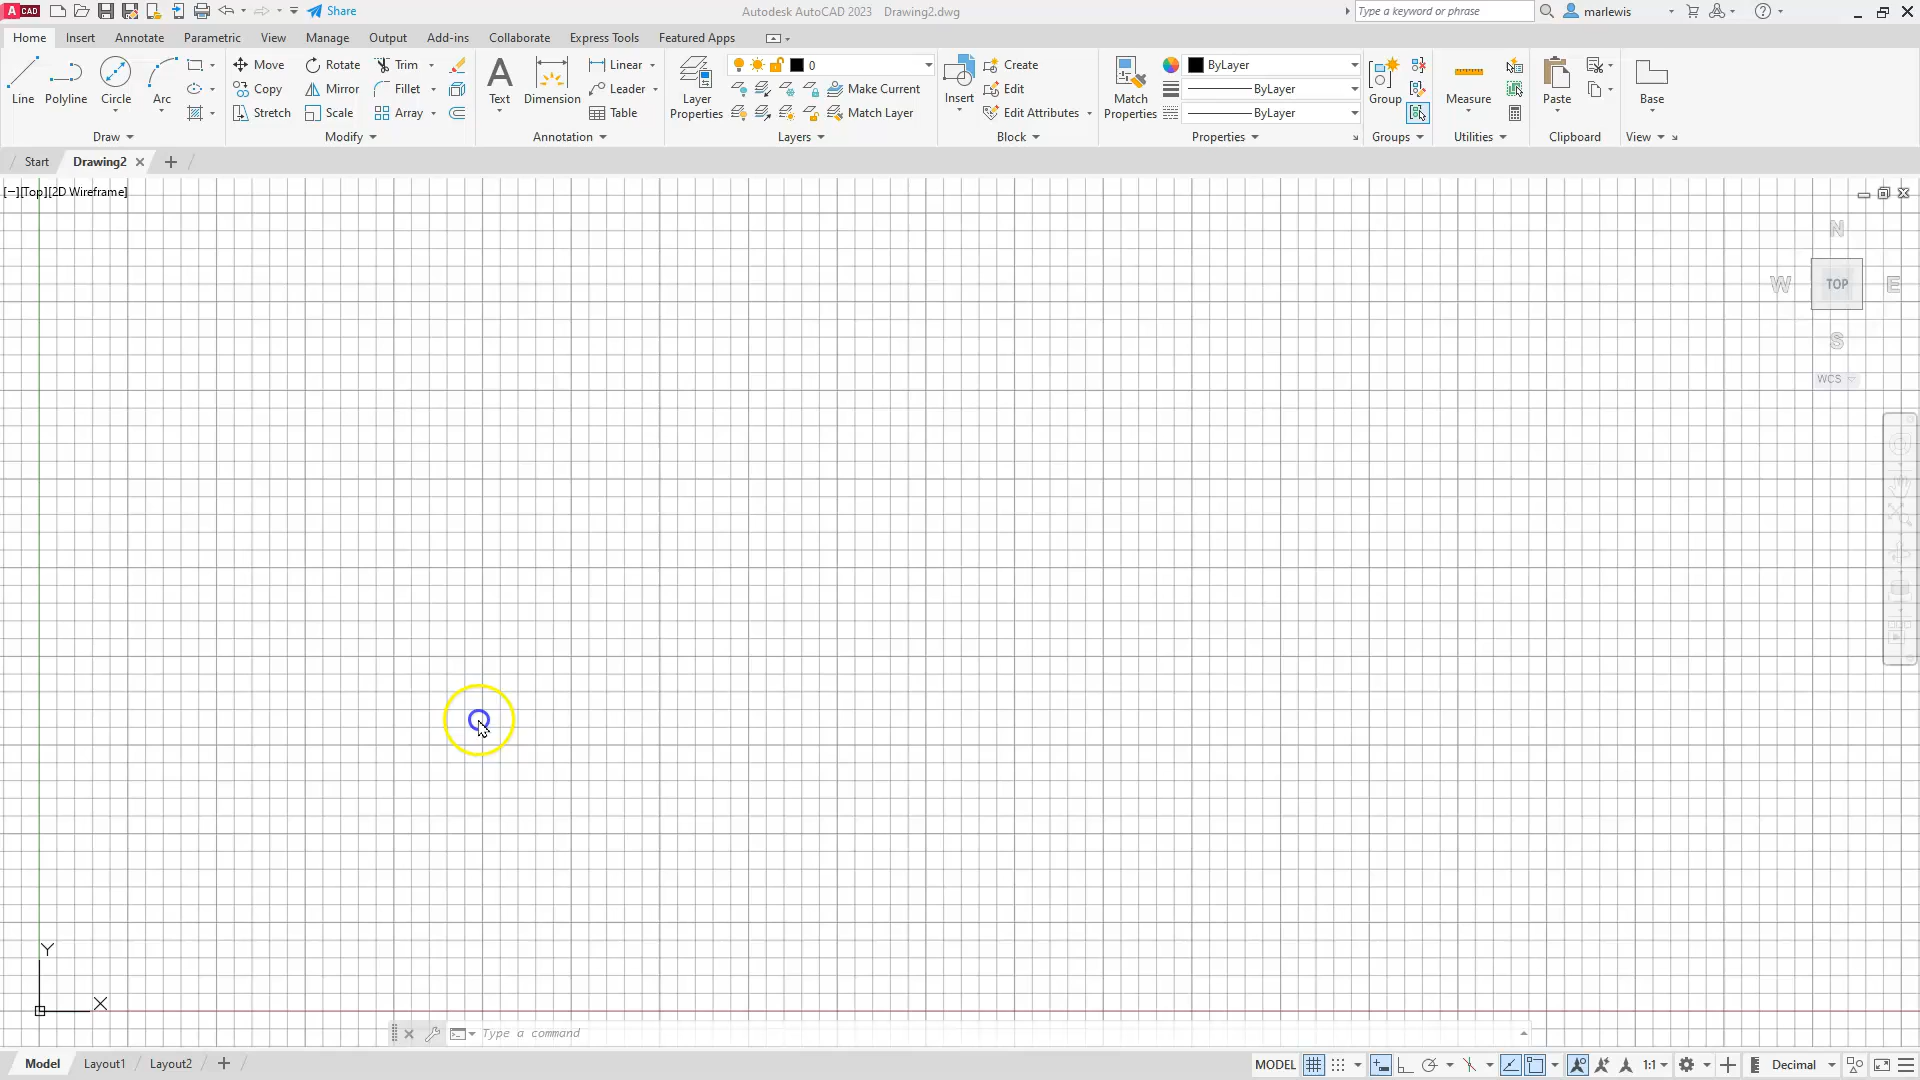 A CAD Share Autodesk AutoCAD 2023 Drawing2.dwg Type a keyword or phrase marlewis
Home Insert Annotate Parametric View Manage Output Add-ins Collaborate Express Tools Featured Apps
Line Polyline Circle Arc
Draw
Move Rotate Trim
Copy Mirror Fillet
Stretch Scale Array
Modify
Text Dimension
Linear
Leader
Table
Annotation
Layer Properties
0
Make Current
Match Layer
Layers
Insert
Create
Edit
Edit Attributes
Block
Match Properties
ByLayer
ByLayer
ByLayer
Properties
Group
Groups
Measure
Utilities
Paste
Clipboard
Base
View
Start Drawing2
[−][Top][2D Wireframe]
N
W TOP E
S
WCS
Y
X
Type a command
Model Layout1 Layout2 MODEL 1:1 Decimal